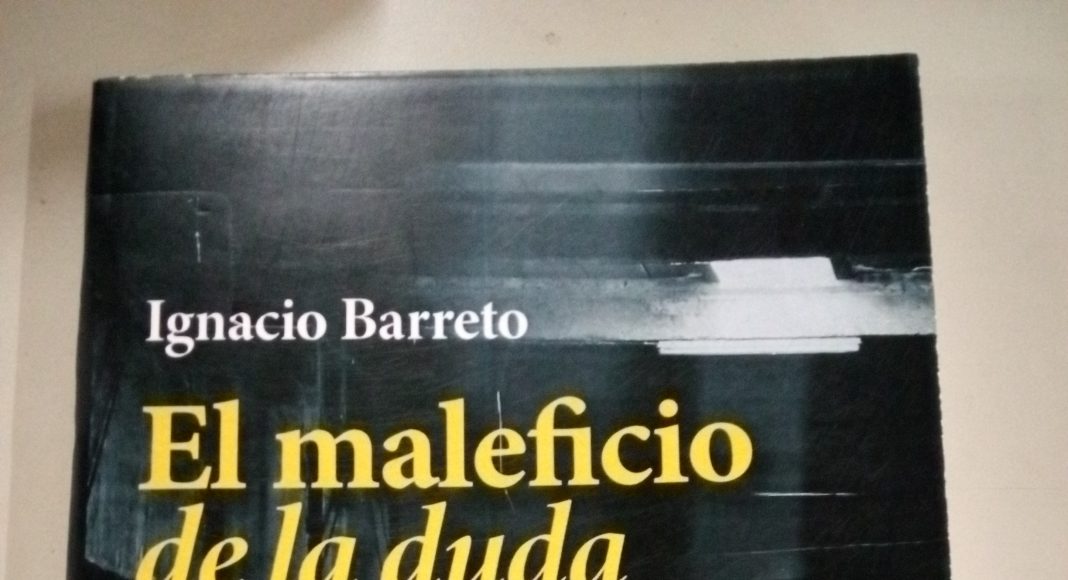 Ignacio Barreto
El maleficio
de la duda